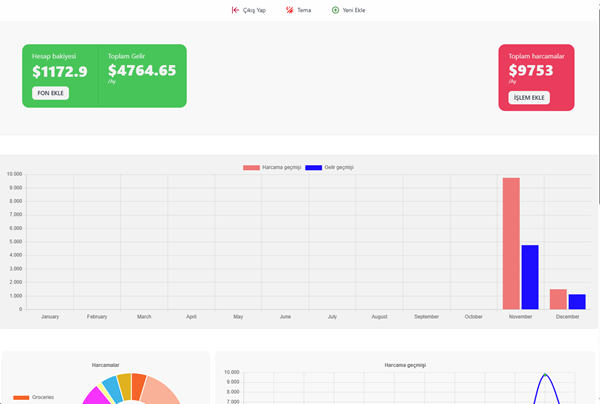 Çıkış Yap
Tema
Yeni Ekle
Hesap bakiyesi
$1172.9
FON EKLE
Toplam Gelir
$4764.65
/Ay
Toplam harcamalar
$9753
/Ay
İŞLEM EKLE
Harcama geçmişi
Gelir geçmişi
10.000
9.000
8.000
7.000
6.000
5.000
4.000
3.000
2.000
1.000
0
January
February
March
April
May
June
July
August
September
October
November
December
Harcamalar
Groceries
Harcama geçmişi
10.000
9.000
8.000
7.000